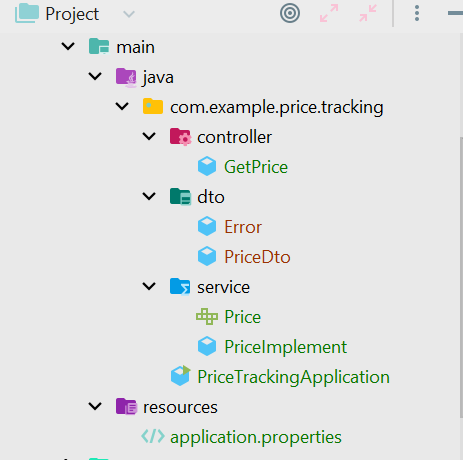 Project
main
java
com.example.price.tracking
controller
GetPrice
dto
Error
PriceDto
service
Price
PriceImplement
PriceTrackingApplication
resources
application.properties